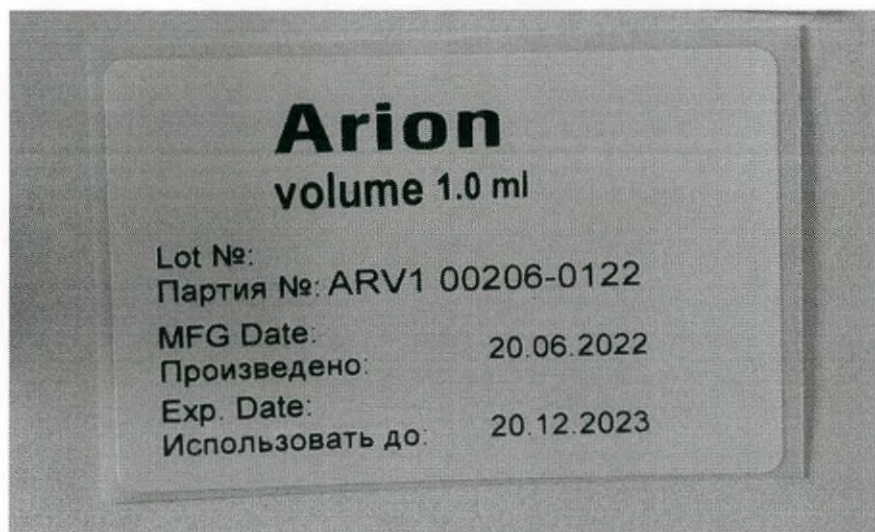 Arion
volume 1.0 ml
Lot №:
Партия №: ARV1 00206-0122
MFG Date:
Произведено: 20.06.2022
Exp. Date:
Использовать до: 20.12.2023